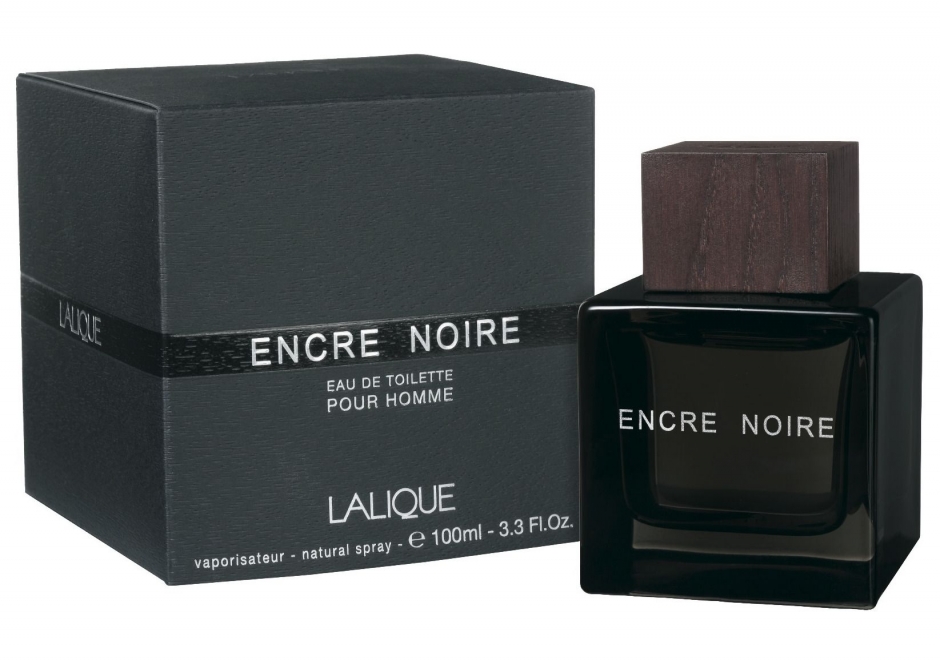 LALIQUE
ENCRE NOIRE
EAU DE TOILETTE
POUR HOMME
LALIQUE
vaporisateur - natural spray - ℮ 100ml - 3.3 Fl.Oz.
ENCRE NOIRE